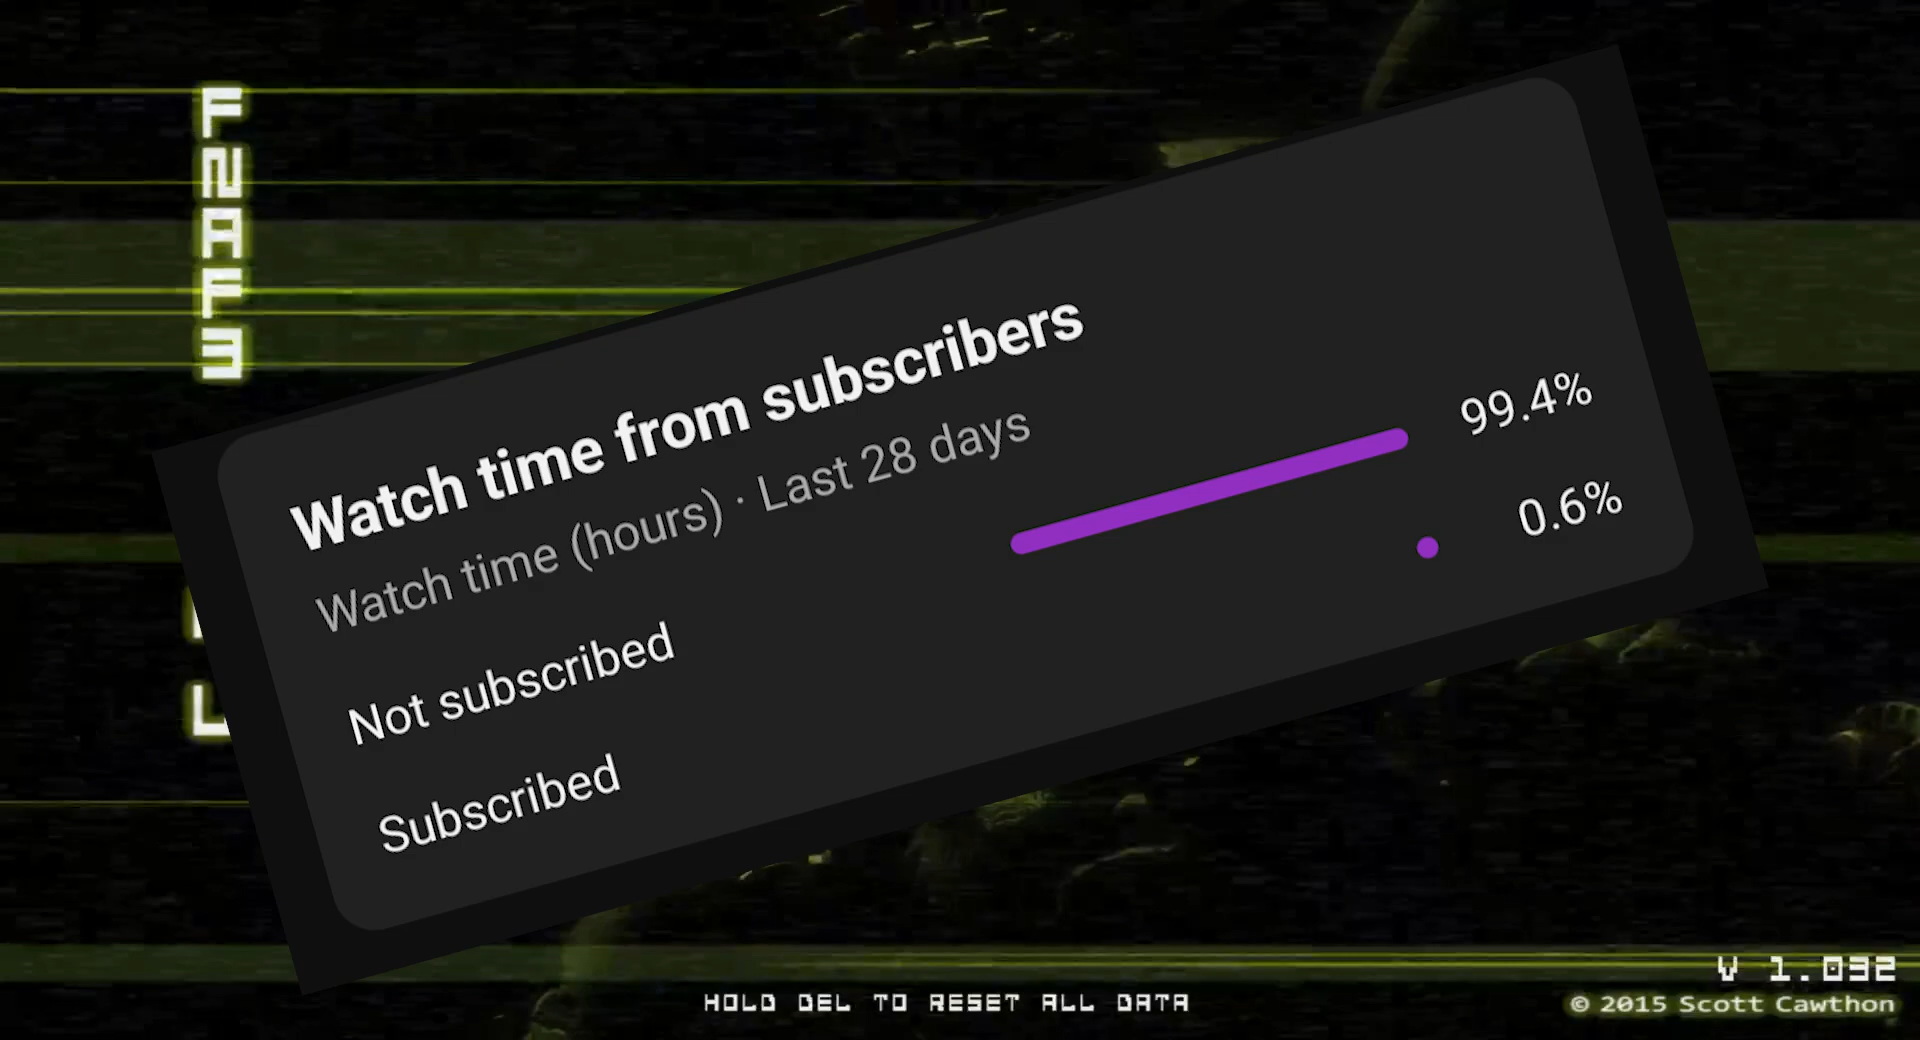 FNAF3
L
Watch time from subscribers
Watch time (hours) · Last 28 days
Not subscribed 99.4%
Subscribed 0.6%
V 1.032
HOLD DEL TO RESET ALL DATA
© 2015 Scott Cawthon